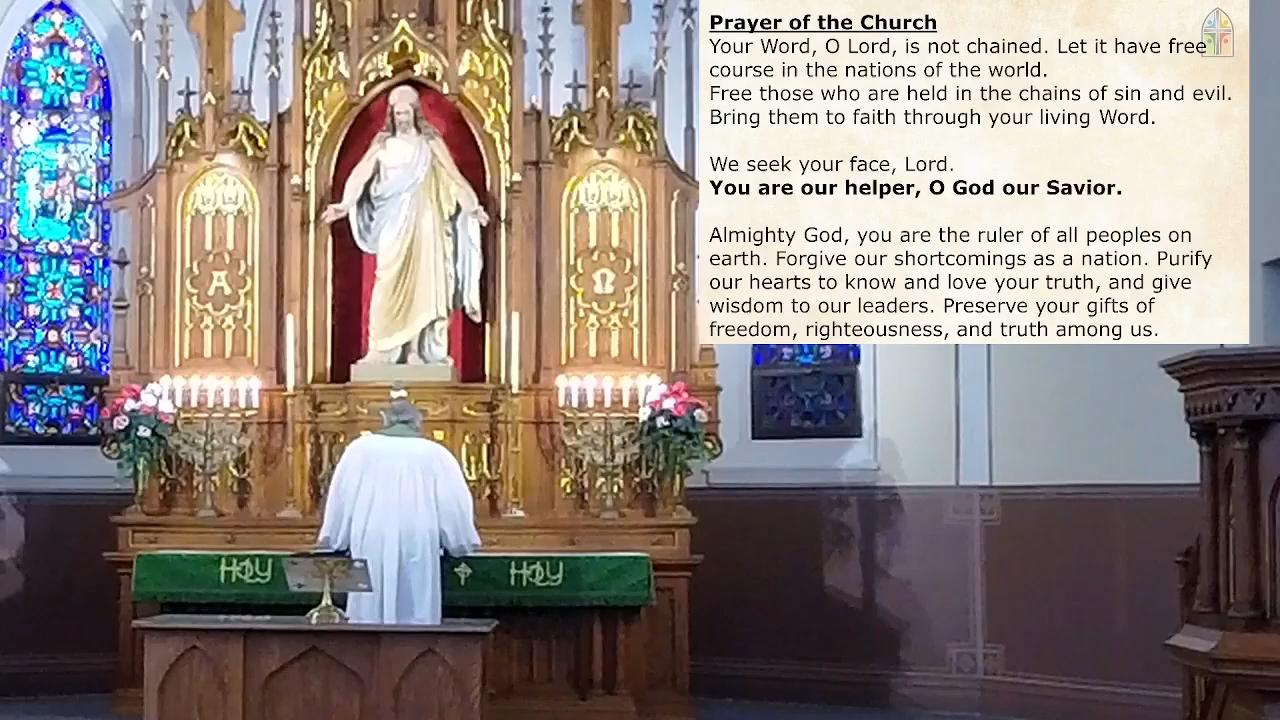 Prayer of the Church
Your Word, O Lord, is not chained. Let it have free
course in the nations of the world.
Free those who are held in the chains of sin and evil.
Bring them to faith through your living Word.
We seek your face, Lord.
You are our helper, O God our Savior.
Almighty God, you are the ruler of all peoples on
earth. Forgive our shortcomings as a nation. Purify
our hearts to know and love your truth, and give
wisdom to our leaders. Preserve your gifts of
freedom, righteousness, and truth among us.
A
Ω
HOLY
HOLY